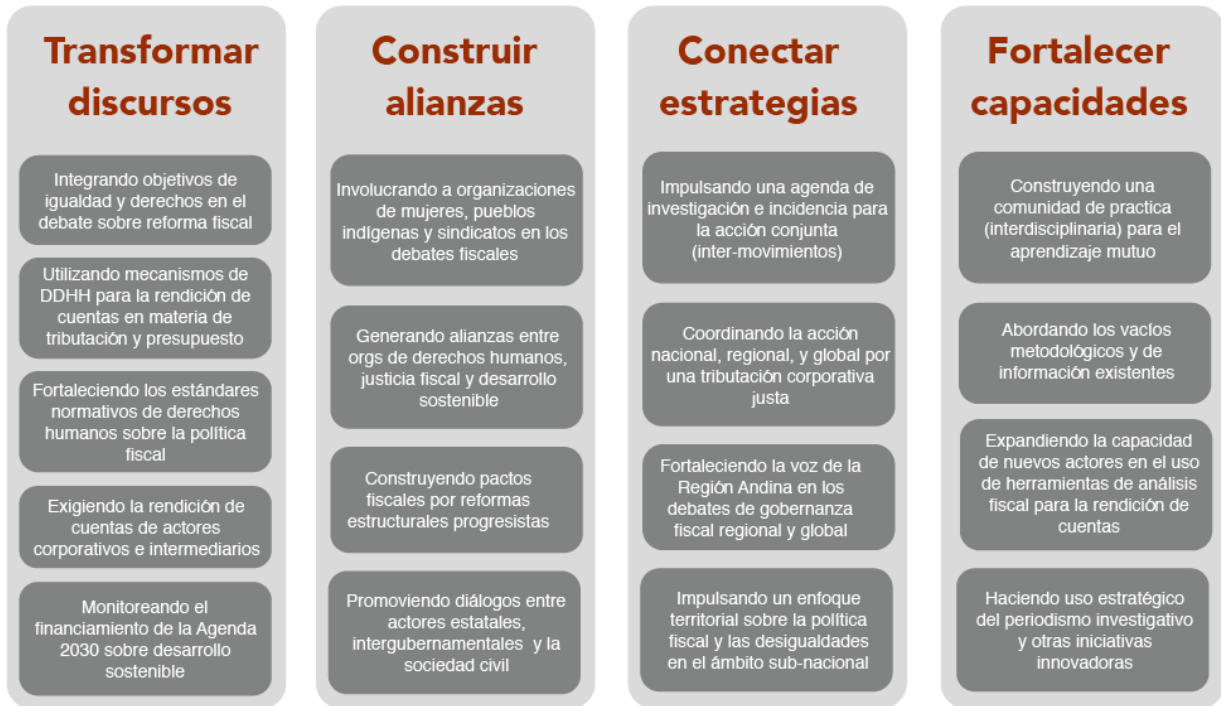 Transformar
discursos
Integrando objetivos de
igualdad y derechos en el
debate sobre reforma fiscal
Utilizando mecanismos de
DDHH para la rendición de
cuentas en materia de
tributación y presupuesto
Fortaleciendo los estándares
normativos de derechos
humanos sobre la política
fiscal
Exigiendo la rendición de
cuentas de actores
corporativos e intermediarios
Monitoreando el
financiamiento de la Agenda
2030 sobre desarrollo
sostenible
Construir
alianzas
Involucrando a organizaciones
de mujeres, pueblos
indígenas y sindicatos en los
debates fiscales
Generando alianzas entre
orgs de derechos humanos,
justicia fiscal y desarrollo
sostenible
Construyendo pactos
fiscales por reformas
estructurales progresistas
Promoviendo diálogos entre
actores estatales,
intergubernamentales y la
sociedad civil
Conectar
estrategias
Impulsando una agenda de
investigación e incidencia para
la acción conjunta
(inter-movimientos)
Coordinando la acción
nacional, regional, y global por
una tributación corporativa
justa
Fortaleciendo la voz de la
Región Andina en los
debates de gobernanza
fiscal regional y global
Impulsando un enfoque
territorial sobre la política
fiscal y las desigualdades
en el ámbito sub-nacional
Fortalecer
capacidades
Construyendo una
comunidad de practica
(interdisciplinaria) para el
aprendizaje mutuo
Abordando los vacíos
metodológicos y de
información existentes
Expandiendo la capacidad
de nuevos actores en el uso
de herramientas de análisis
fiscal para la rendición de
cuentas
Haciendo uso estratégico
del periodismo investigativo
y otras iniciativas
innovadoras